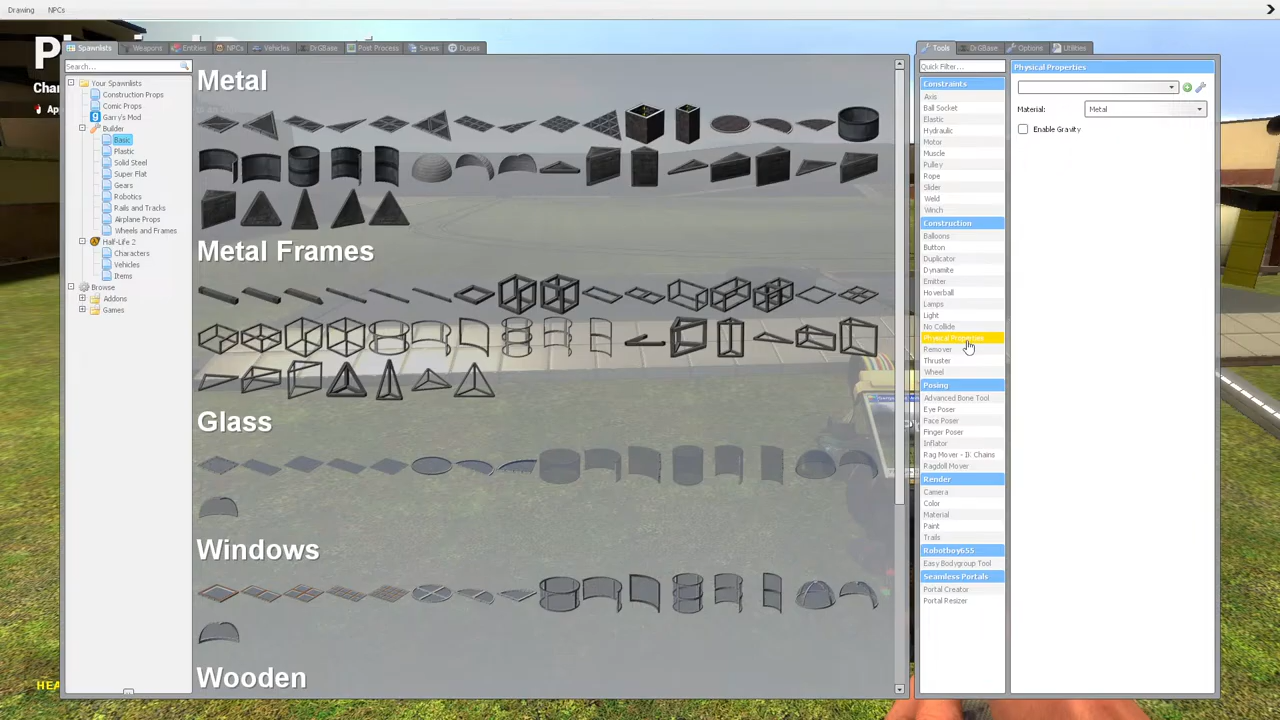 Drawing NPCs
Spawnlists Weapons Entities NPCs Vehicles DrGBase Post Process Saves Dupes
Search...
Your Spawnlists
Construction Props
Comic Props
Garry's Mod
Builder
Basic
Plastic
Solid Steel
Super Flat
Gears
Robotics
Rails and Tracks
Airplane Props
Wheels and Frames
Half-Life 2
Characters
Vehicles
Items
Browse
Addons
Games
Metal
Metal Frames
Glass
Windows
Wooden
Tools DrGBase Options Utilities
Quick Filter...
Constraints
Axis
Ball Socket
Elastic
Hydraulic
Motor
Muscle
Pulley
Rope
Slider
Weld
Winch
Construction
Balloons
Button
Duplicator
Dynamite
Emitter
Hoverball
Lamps
Light
No Collide
Physical Properties
Remover
Thruster
Wheel
Posing
Advanced Bone Tool
Eye Poser
Face Poser
Finger Poser
Inflator
Rag Mover - IK Chains
Ragdoll Mover
Render
Camera
Color
Material
Paint
Trails
Robotboy655
Easy Bodygroup Tool
Seamless Portals
Portal Creator
Portal Resizer
Physical Properties
Material: Metal
Enable Gravity